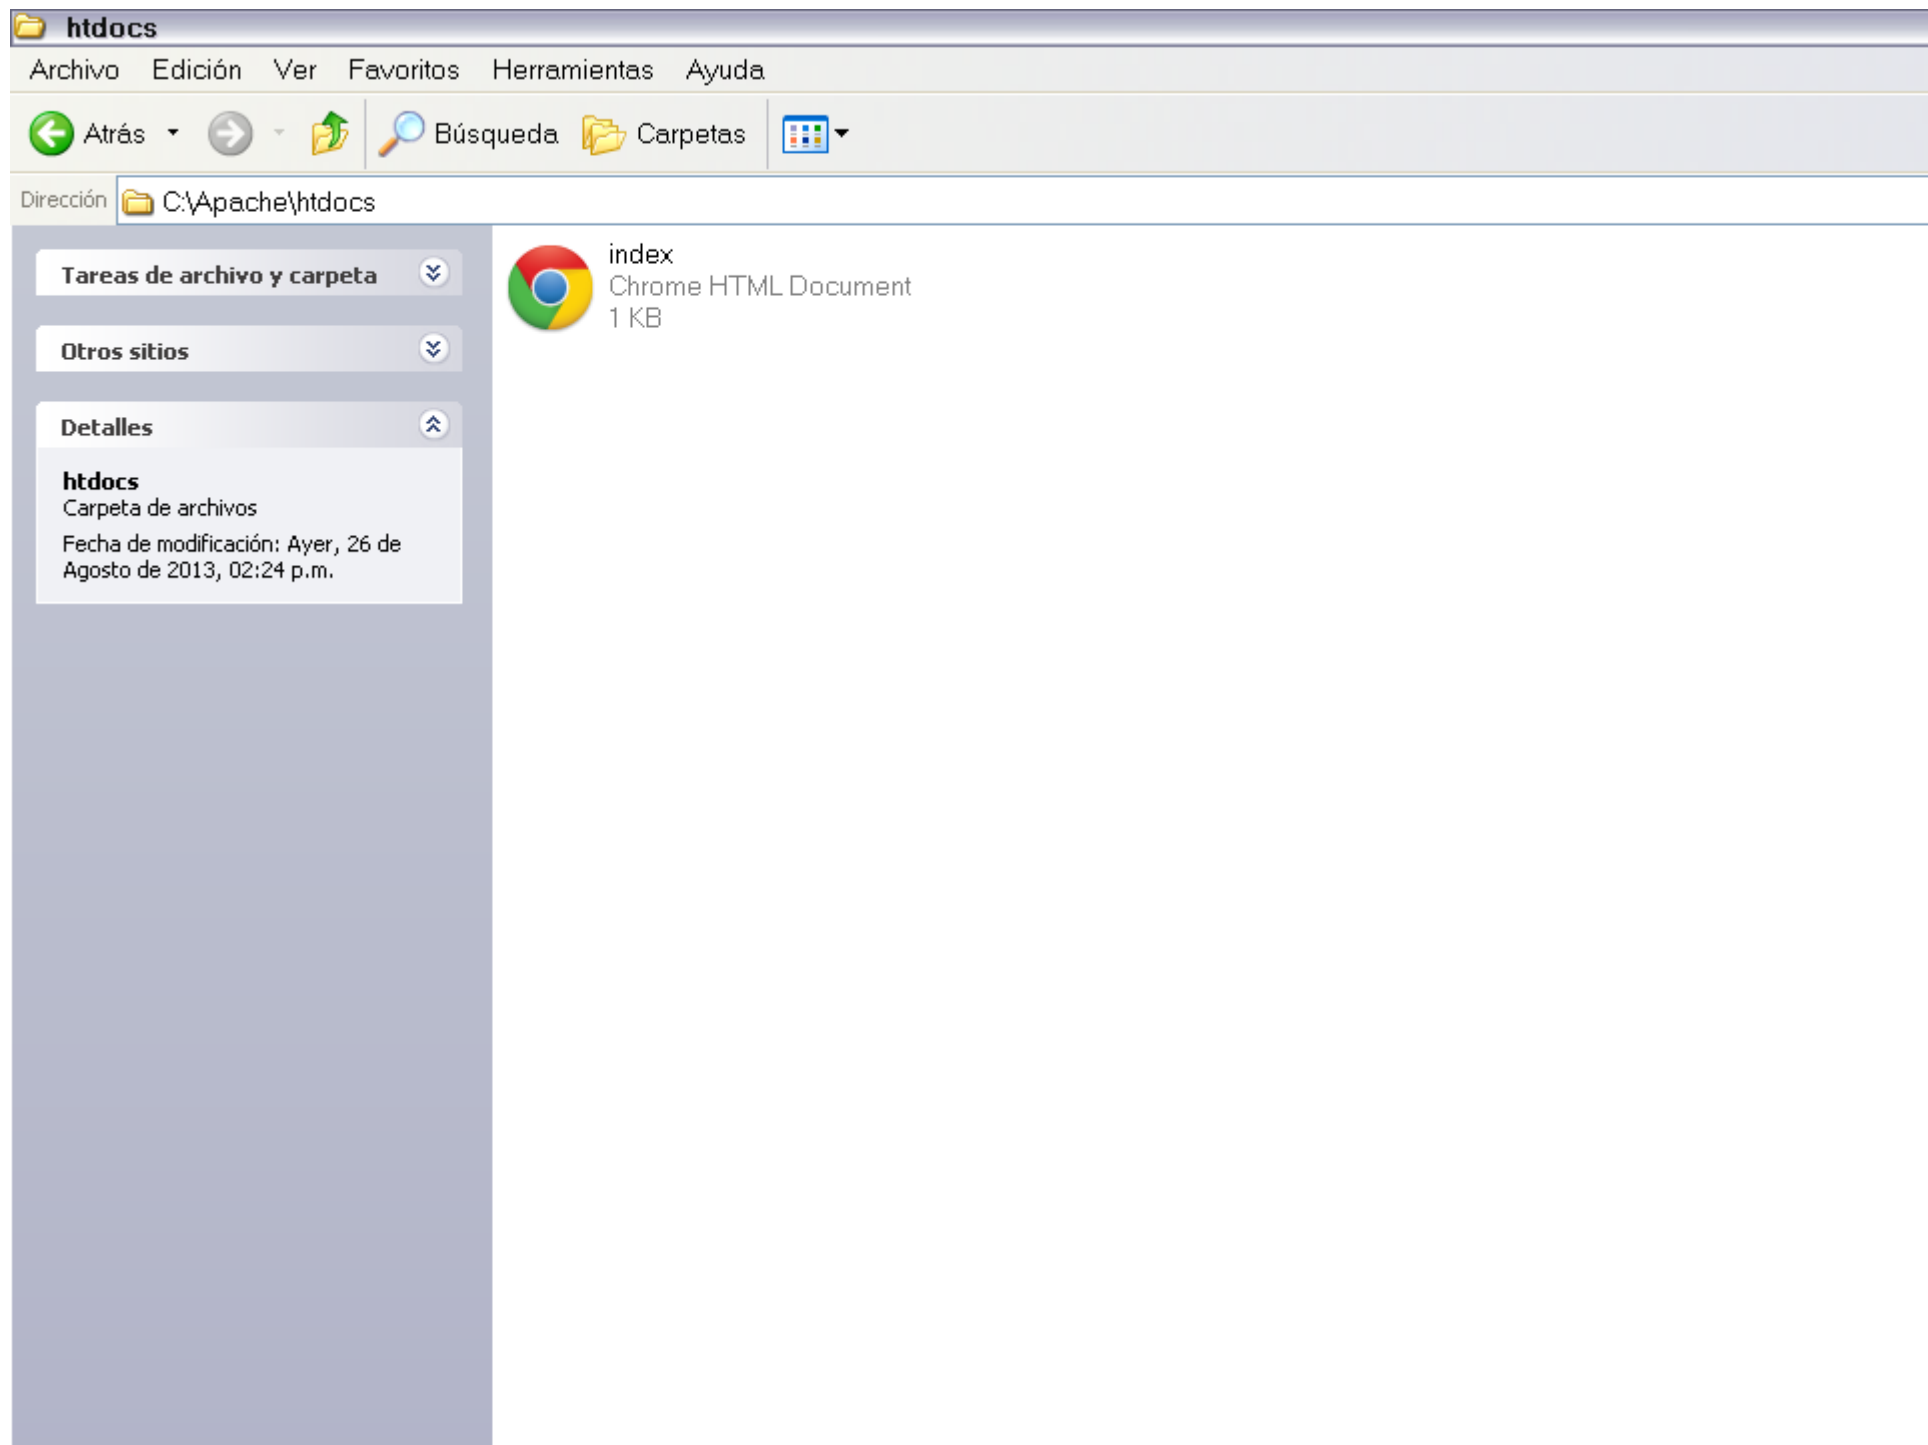 htdocs
Archivo Edición Ver Favoritos Herramientas Ayuda
Atrás Búsqueda Carpetas
Dirección C:\Apache\htdocs
Tareas de archivo y carpeta
Otros sitios
Detalles
htdocs
Carpeta de archivos
Fecha de modificación: Ayer, 26 de
Agosto de 2013, 02:24 p.m.
index
Chrome HTML Document
1 KB